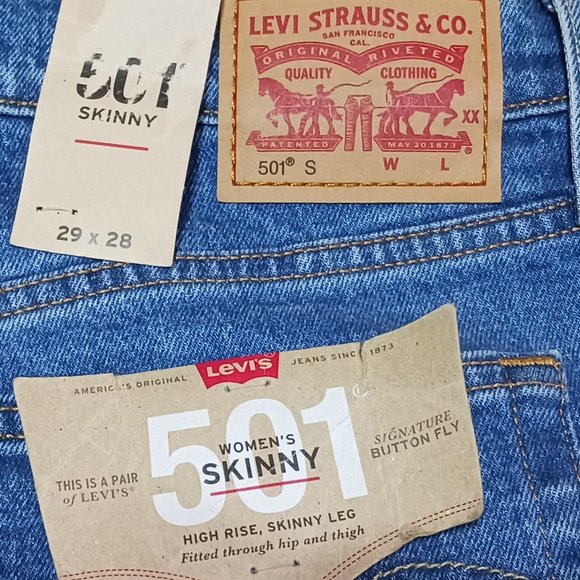 501
SKINNY
29 x 28
LEVI STRAUSS & CO.
SAN FRANCISCO
CAL.
ORIGINAL RIVETED
QUALITY CLOTHING
XX
PATENTED MAY 20 1873
®
501® S W L
Levi's
AMERICA'S ORIGINAL JEANS SINCE 1873
501®
WOMEN'S
SKINNY
THIS IS A PAIR
of LEVI'S®
SIGNATURE
BUTTON FLY
HIGH RISE, SKINNY LEG
Fitted through hip and thigh